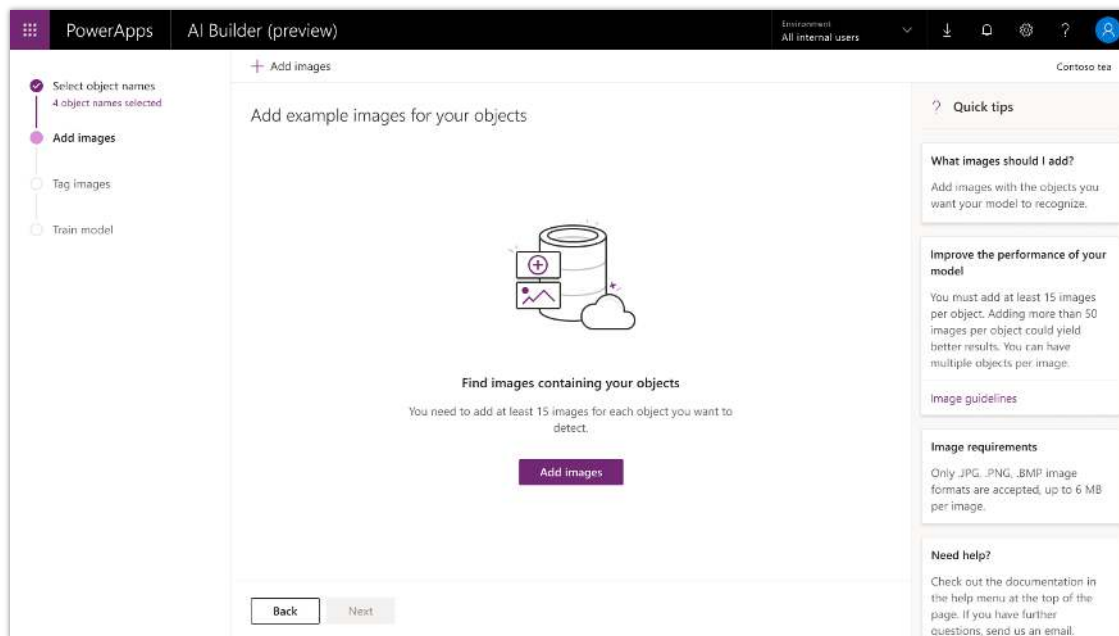 PowerApps
AI Builder (preview)
Environment
All internal users
?
Select object names
4 object names selected
Add images
Tag images
Train model
+ Add images
Contoso tea
Add example images for your objects
Find images containing your objects
You need to add at least 15 images for each object you want to
detect.
Add images
Back
Next
? Quick tips
What images should I add?
Add images with the objects you
want your model to recognize.
Improve the performance of your
model
You must add at least 15 images
per object. Adding more than 50
images per object could yield
better results. You can have
multiple objects per image.
Image guidelines
Image requirements
Only .JPG, .PNG, .BMP image
formats are accepted, up to 6 MB
per image.
Need help?
Check out the documentation in
the help menu at the top of the
page. If you have further
questions, send us an email.